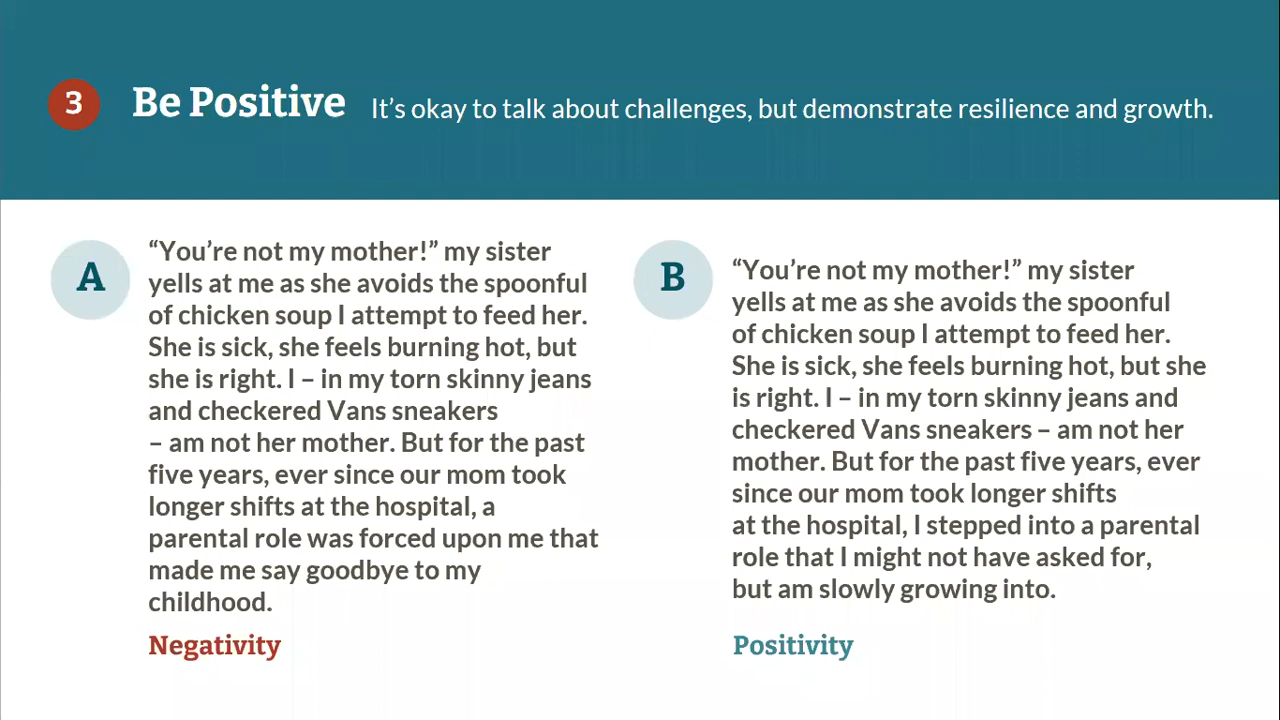 3
Be Positive It’s okay to talk about challenges, but demonstrate resilience and growth.
A
“You’re not my mother!” my sister
yells at me as she avoids the spoonful
of chicken soup I attempt to feed her.
She is sick, she feels burning hot, but
she is right. I – in my torn skinny jeans
and checkered Vans sneakers
– am not her mother. But for the past
five years, ever since our mom took
longer shifts at the hospital, a
parental role was forced upon me that
made me say goodbye to my
childhood.
Negativity
B
“You’re not my mother!” my sister
yells at me as she avoids the spoonful
of chicken soup I attempt to feed her.
She is sick, she feels burning hot, but she
is right. I – in my torn skinny jeans and
checkered Vans sneakers – am not her
mother. But for the past five years, ever
since our mom took longer shifts
at the hospital, I stepped into a parental
role that I might not have asked for,
but am slowly growing into.
Positivity